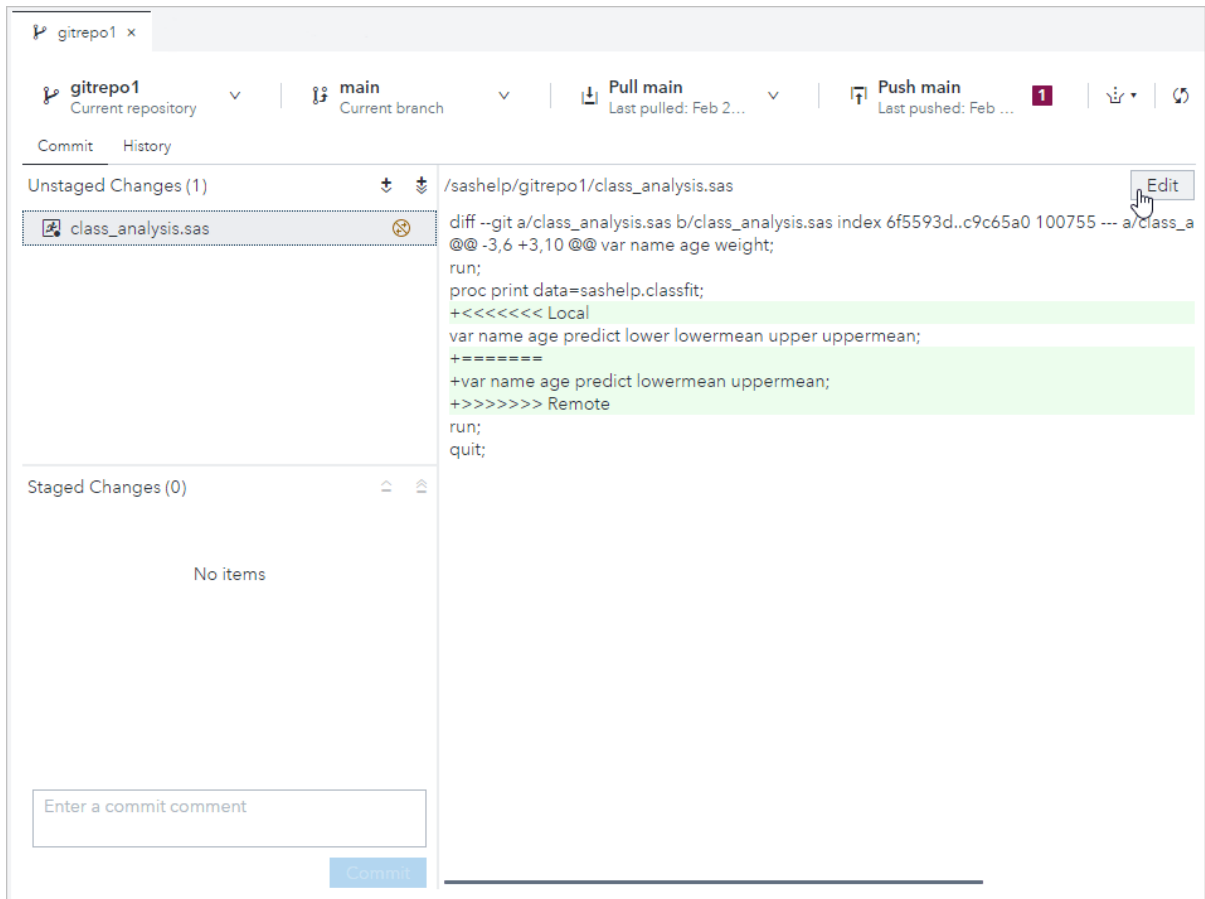 gitrepo1 ×
gitrepo1
Current repository
main
Current branch
Pull main
Last pulled: Feb 2...
Push main
Last pushed: Feb ...
1
Commit
History
Unstaged Changes (1)
class_analysis.sas
/sashelp/gitrepo1/class_analysis.sas
Edit
diff --git a/class_analysis.sas b/class_analysis.sas index 6f5593d..c9c65a0 100755 --- a/class_a
@@ -3,6 +3,10 @@ var name age weight;
run;
proc print data=sashelp.classfit;
+<<<<<<< Local
var name age predict lower lowermean upper uppermean;
+=======
+var name age predict lowermean uppermean;
+>>>>>>> Remote
run;
quit;
Staged Changes (0)
No items
Enter a commit comment
Commit